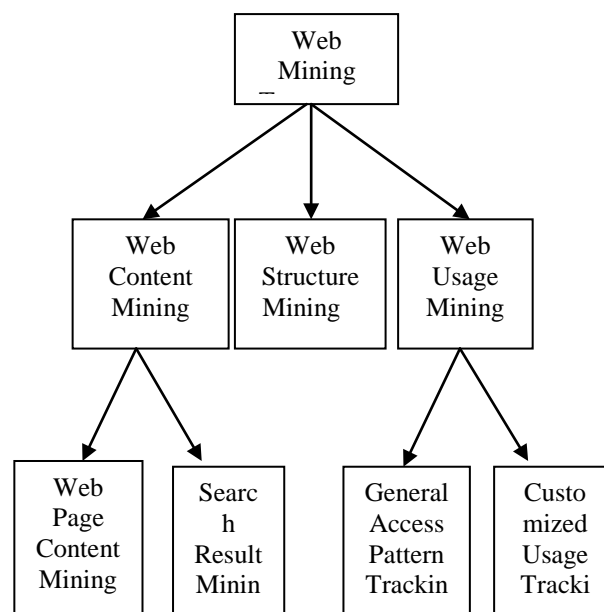 Web
Mining
Web
Content
Mining
Web
Structure
Mining
Web
Usage
Mining
Web
Page
Content
Mining
Searc
h
Result
Minin
General
Access
Pattern
Trackin
Custo
mized
Usage
Tracki